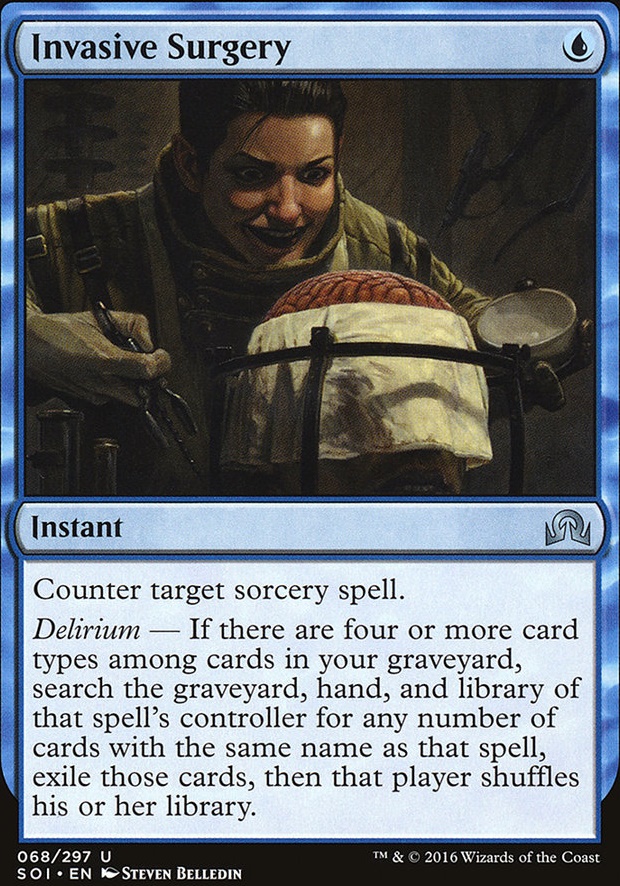 Invasive Surgery
Instant
Counter target sorcery spell.
Delirium — If there are four or more card
types among cards in your graveyard,
search the graveyard, hand, and library of
that spell's controller for any number of
cards with the same name as that spell,
exile those cards, then that player shuffles
his or her library.
068/297 U
SOI • EN Steven Belledin
™ & © 2016 Wizards of the Coast